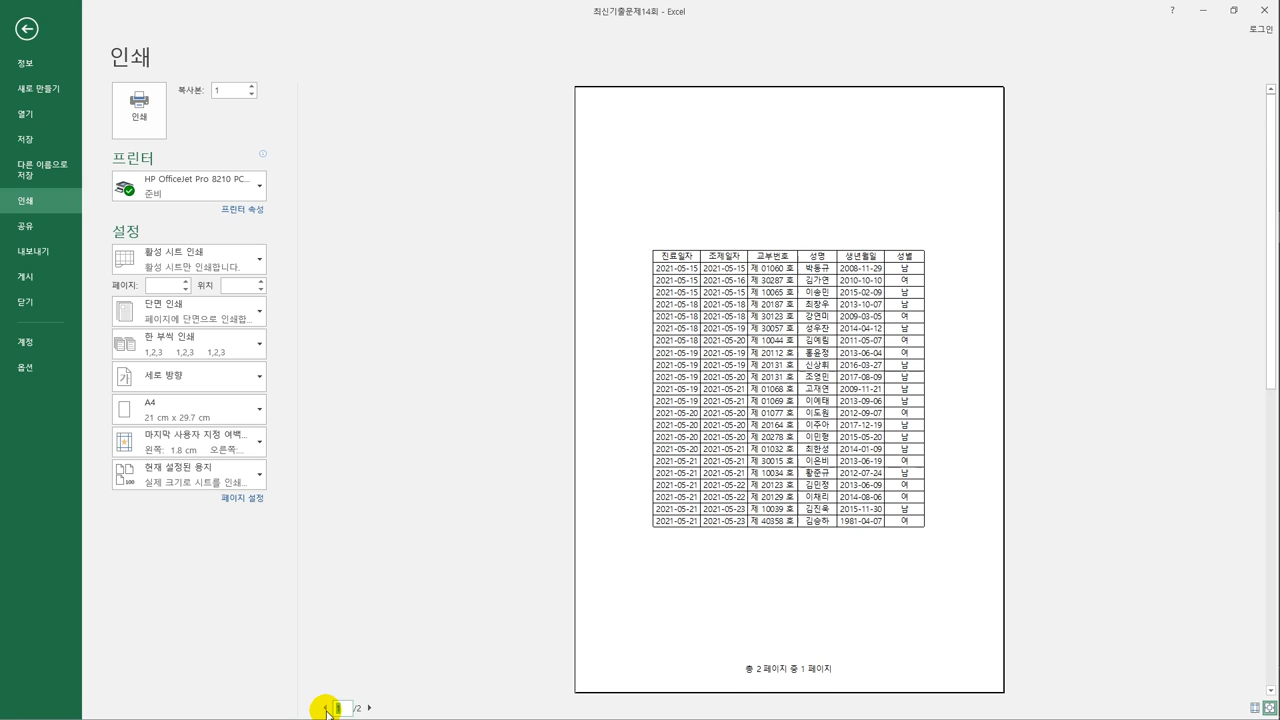 최신기출문제14회 - Excel
?
로그인
정보
새로 만들기
열기
저장
다른 이름으로
저장
인쇄
공유
내보내기
게시
닫기
계정
옵션
인쇄
인쇄
복사본: 1
프린터
HP OfficeJet Pro 8210 PC...
준비
프린터 속성
설정
활성 시트 인쇄
활성 시트만 인쇄합니다.
페이지: 위치
단면 인쇄
페이지에 단면으로 인쇄합...
한 부씩 인쇄
1,2,3 1,2,3 1,2,3
세로 방향
A4
21 cm x 29.7 cm
마지막 사용자 지정 여백...
왼쪽: 1.8 cm 오른쪽:...
현재 설정된 용지
실제 크기로 시트를 인쇄...
100
페이지 설정
진료일자 조제일자 교부번호 성명 생년월일 성별
2021-05-15 2021-05-15 제 01060 호 박동규 2008-11-29 남
2021-05-15 2021-05-16 제 30287 호 김가연 2010-10-10 여
2021-05-15 2021-05-15 제 10065 호 이송민 2015-02-09 남
2021-05-18 2021-05-18 제 20187 호 최창우 2013-10-07 남
2021-05-18 2021-05-18 제 30123 호 강연미 2009-03-05 여
2021-05-18 2021-05-19 제 30057 호 성우찬 2014-04-12 남
2021-05-18 2021-05-20 제 10044 호 김예림 2011-05-07 여
2021-05-19 2021-05-19 제 20112 호 홍윤정 2013-06-04 여
2021-05-19 2021-05-19 제 20131 호 신상휘 2016-03-27 남
2021-05-19 2021-05-20 제 20131 호 조영민 2017-08-09 남
2021-05-19 2021-05-21 제 01068 호 고재연 2009-11-21 남
2021-05-19 2021-05-21 제 01069 호 이예태 2013-09-06 남
2021-05-20 2021-05-20 제 01077 호 이도원 2012-09-07 여
2021-05-20 2021-05-20 제 20164 호 이주아 2017-12-19 남
2021-05-20 2021-05-20 제 20278 호 이민정 2015-05-20 남
2021-05-20 2021-05-21 제 01032 호 최한성 2014-01-09 남
2021-05-21 2021-05-21 제 30015 호 이은비 2013-06-19 여
2021-05-21 2021-05-21 제 10034 호 황준규 2012-07-24 남
2021-05-21 2021-05-22 제 20123 호 김민정 2013-06-09 여
2021-05-21 2021-05-22 제 20129 호 이채리 2014-08-06 여
2021-05-21 2021-05-23 제 10039 호 김진욱 2015-11-30 남
2021-05-21 2021-05-23 제 40358 호 김승하 1981-04-07 여
총 2 페이지 중 1 페이지
1 /2